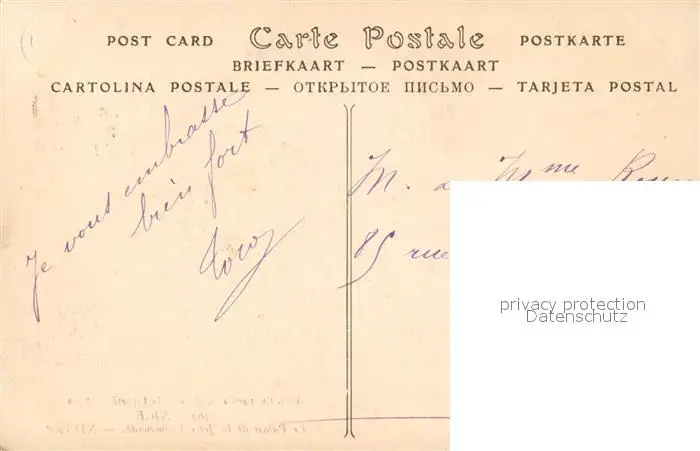 POST CARD Carte Postale POSTKARTE
BRIEFKAART — POSTKAART
CARTOLINA POSTALE — ОТКРЫТОЕ ПИСЬМО — TARJETA POSTAL
Je vous embrasse
bien fort
M. & Mme
85 rue
privacy protection
Datenschutz